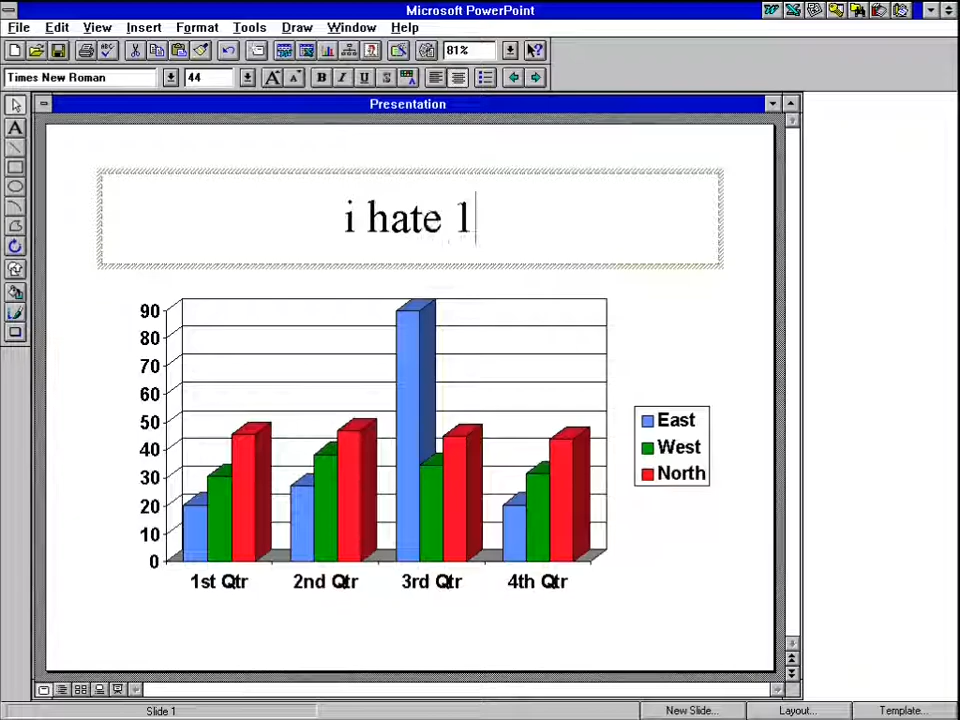 Microsoft PowerPoint
File Edit View Insert Format Tools Draw Window Help
81%
Times New Roman 44 A A B I U S
Presentation
A
i hate 1
90
80
70
60
50
40
30
20
10
0
East
West
North
1st Qtr 2nd Qtr 3rd Qtr 4th Qtr
Slide 1 New Slide... Layout... Template...